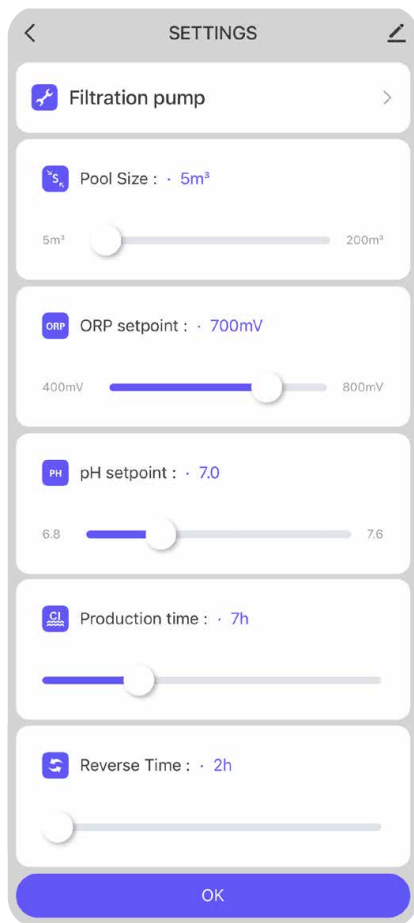 SETTINGS
Filtration pump
S
Pool Size : · 5m³
5m³ 200m³
ORP ORP setpoint : · 700mV
400mV 800mV
PH pH setpoint : · 7.0
6.8 7.6
Cl Production time : · 7h
Reverse Time : · 2h
OK